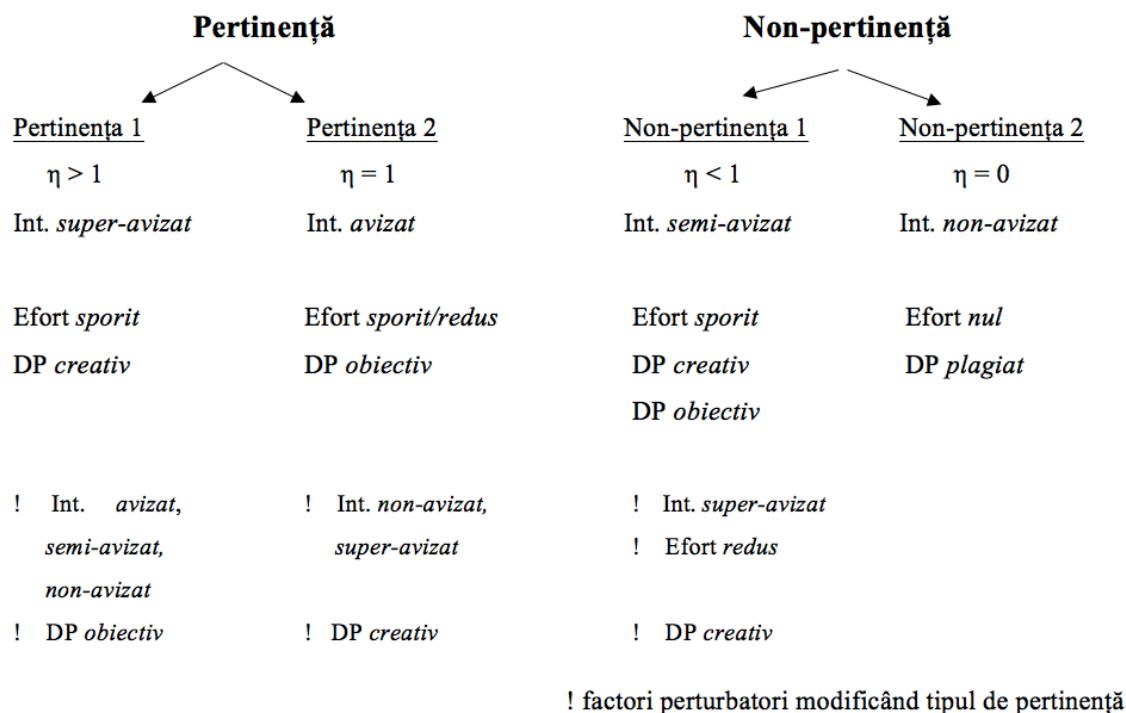 Pertinență Non-pertinență
Pertinența 1 Pertinența 2 Non-pertinența 1 Non-pertinența 2
η > 1 η = 1 η < 1 η = 0
Int. super-avizat Int. avizat Int. semi-avizat Int. non-avizat
Efort sporit Efort sporit/redus Efort sporit Efort nul
DP creativ DP obiectiv DP creativ DP plagiat
DP obiectiv
! Int. avizat, ! Int. non-avizat, ! Int. super-avizat
semi-avizat, super-avizat ! Efort redus
non-avizat
! DP obiectiv ! DP creativ ! DP creativ
! factori perturbatori modificând tipul de pertinență